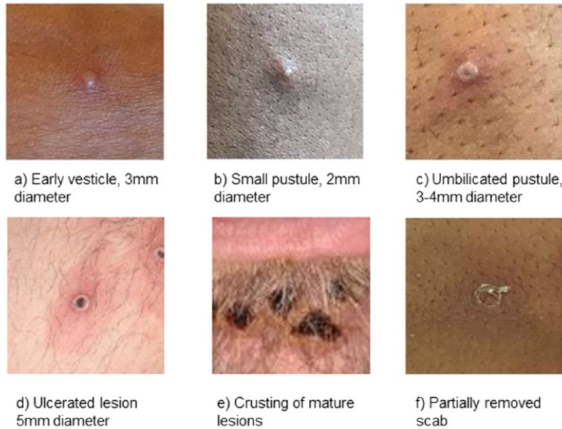 a) Early vesicle, 3mm
diameter
b) Small pustule, 2mm
diameter
c) Umbilicated pustule,
3-4mm diameter
d) Ulcerated lesion
5mm diameter
e) Crusting of mature
lesions
f) Partially removed
scab